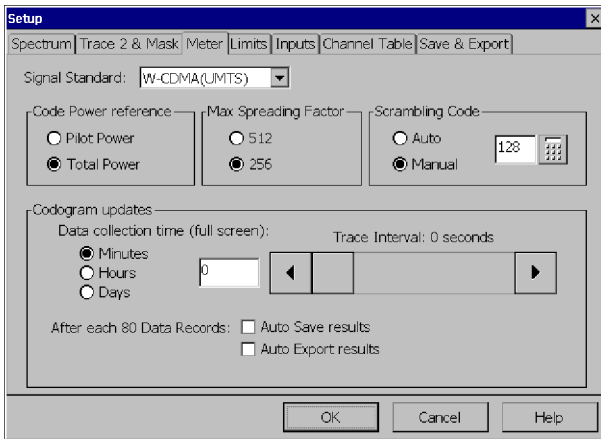 Setup
Spectrum Trace 2 & Mask Meter Limits Inputs Channel Table Save & Export
Signal Standard: W-CDMA(UMTS)
Code Power reference Max Spreading Factor Scrambling Code
Pilot Power 512 Auto
Total Power 256 Manual 128
Codogram updates
Data collection time (full screen): Trace Interval: 0 seconds
Minutes
Hours 0
Days
After each 80 Data Records: Auto Save results
Auto Export results
OK Cancel Help